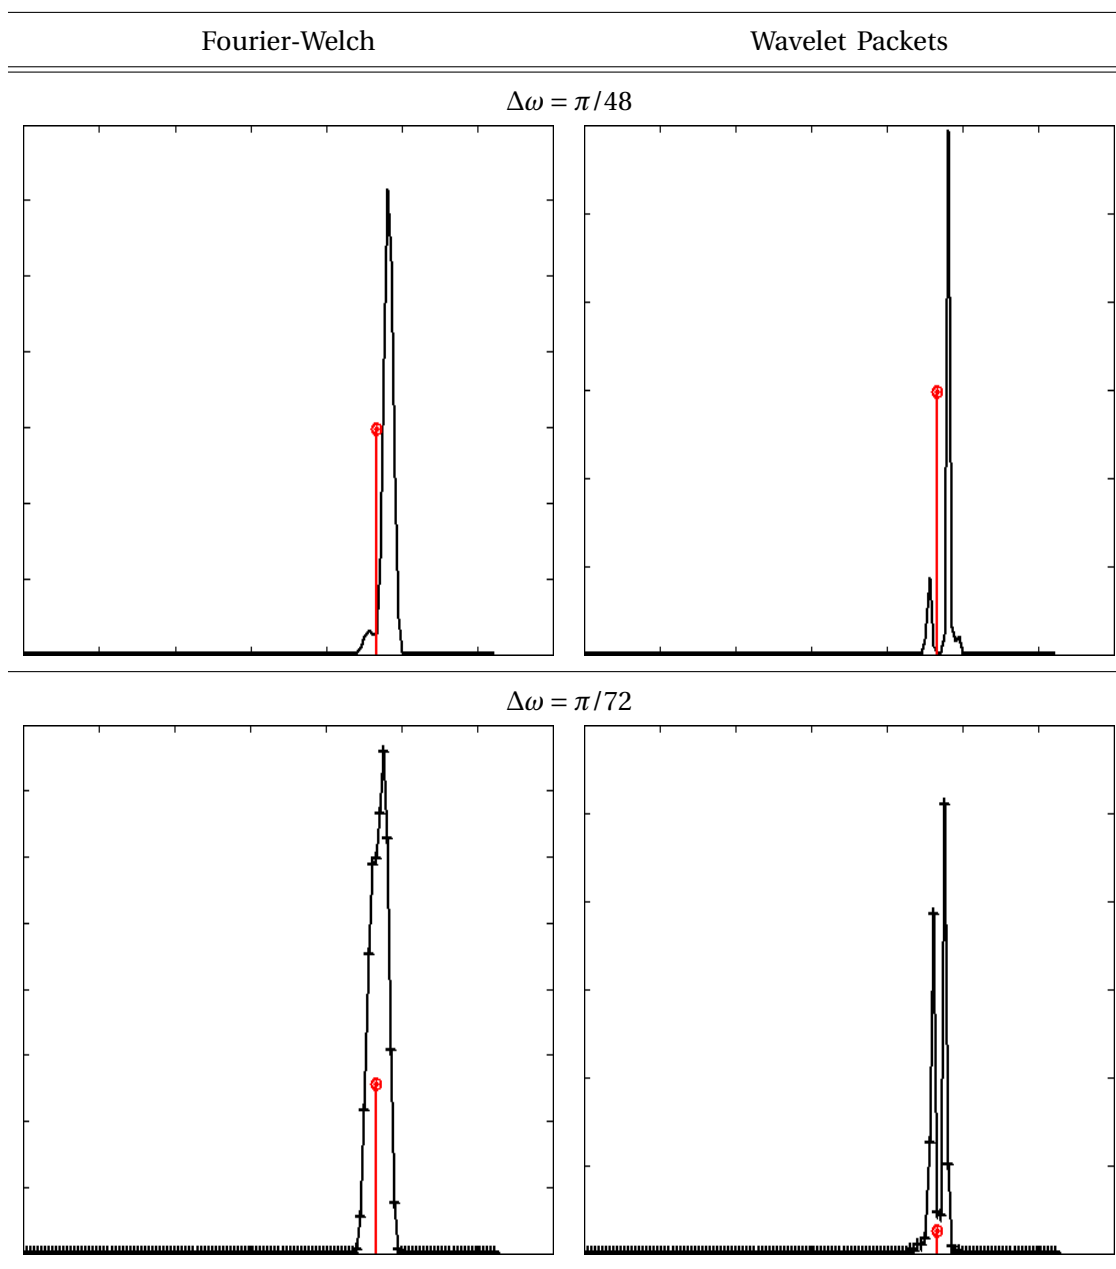 Fourier-Welch Wavelet Packets
Δω = π/48
Δω = π/72